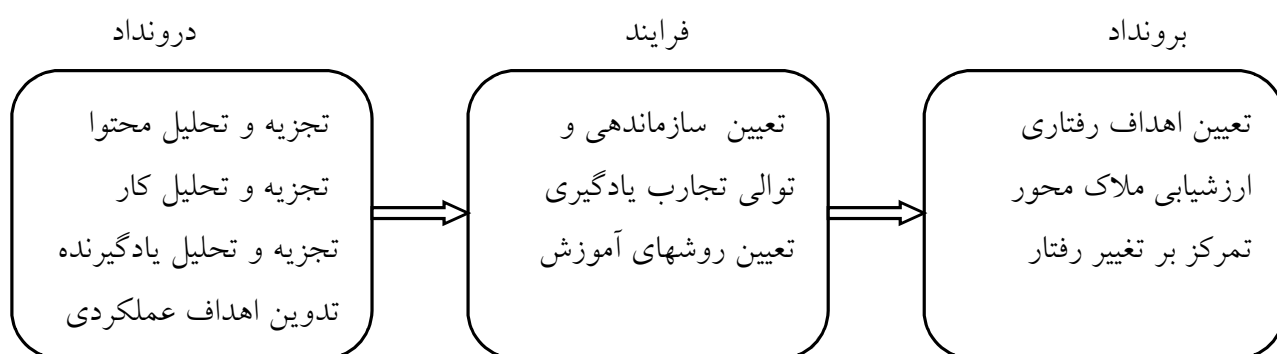 درونداد
تجزیه و تحلیل محتوا
تجزیه و تحلیل کار
تجزیه و تحلیل یادگیرنده
تدوین اهداف عملکردی
فرایند
تعیین سازماندهی و
توالی تجارب یادگیری
تعیین روشهای آموزش
برونداد
تعیین اهداف رفتاری
ارزشیابی ملاک محور
تمرکز بر تغییر رفتار